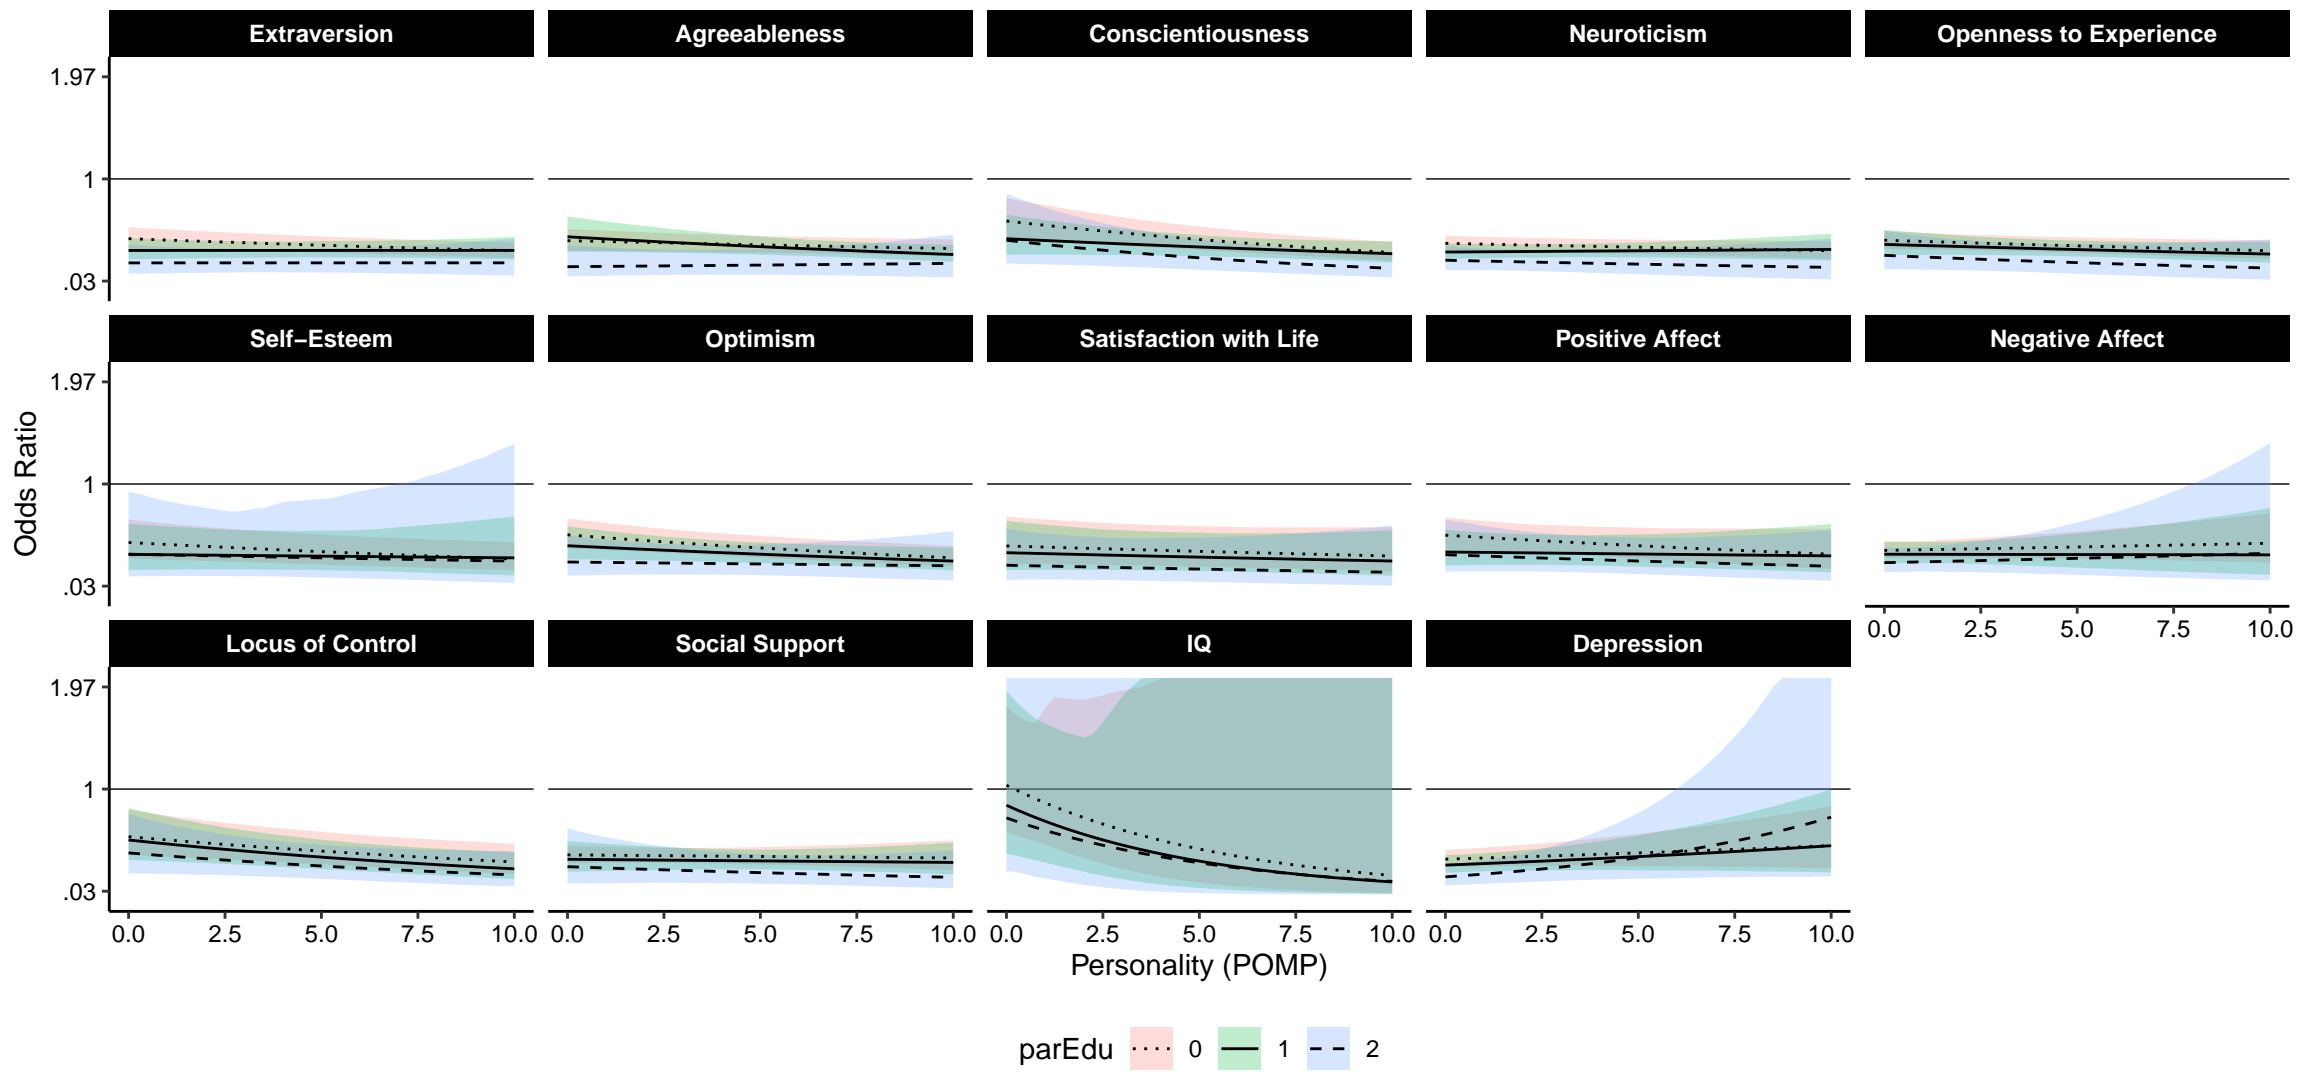 Extraversion Agreeableness Conscientiousness Neuroticism Openness to Experience
1.97
1
.03
Self−Esteem Optimism Satisfaction with Life Positive Affect Negative Affect
1.97
1
.03
0.0 2.5 5.0 7.5 10.0
Odds Ratio
Locus of Control Social Support IQ Depression
1.97
1
.03
0.0 2.5 5.0 7.5 10.0 0.0 2.5 5.0 7.5 10.0 0.0 2.5 5.0 7.5 10.0 0.0 2.5 5.0 7.5 10.0
Personality (POMP)
parEdu 0 1 2